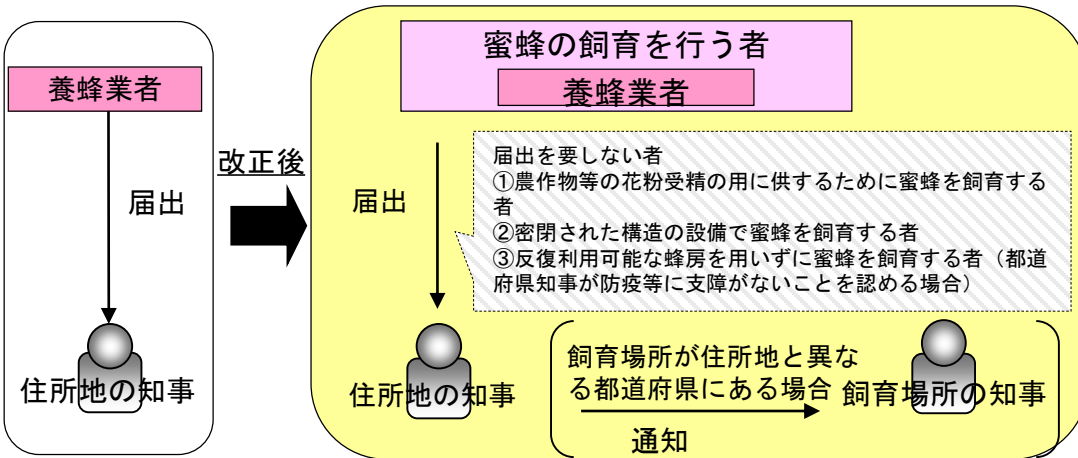 養蜂業者
届出
住所地の知事
改正後
蜜蜂の飼育を行う者
養蜂業者
届出
届出を要しない者
①農作物等の花粉受精の用に供するために蜜蜂を飼育する
者
②密閉された構造の設備で蜜蜂を飼育する者
③反復利用可能な蜂房を用いずに蜜蜂を飼育する者（都道
府県知事が防疫等に支障がないことを認める場合）
住所地の知事
飼育場所が住所地と異な
る都道府県にある場合
通知
飼育場所の知事